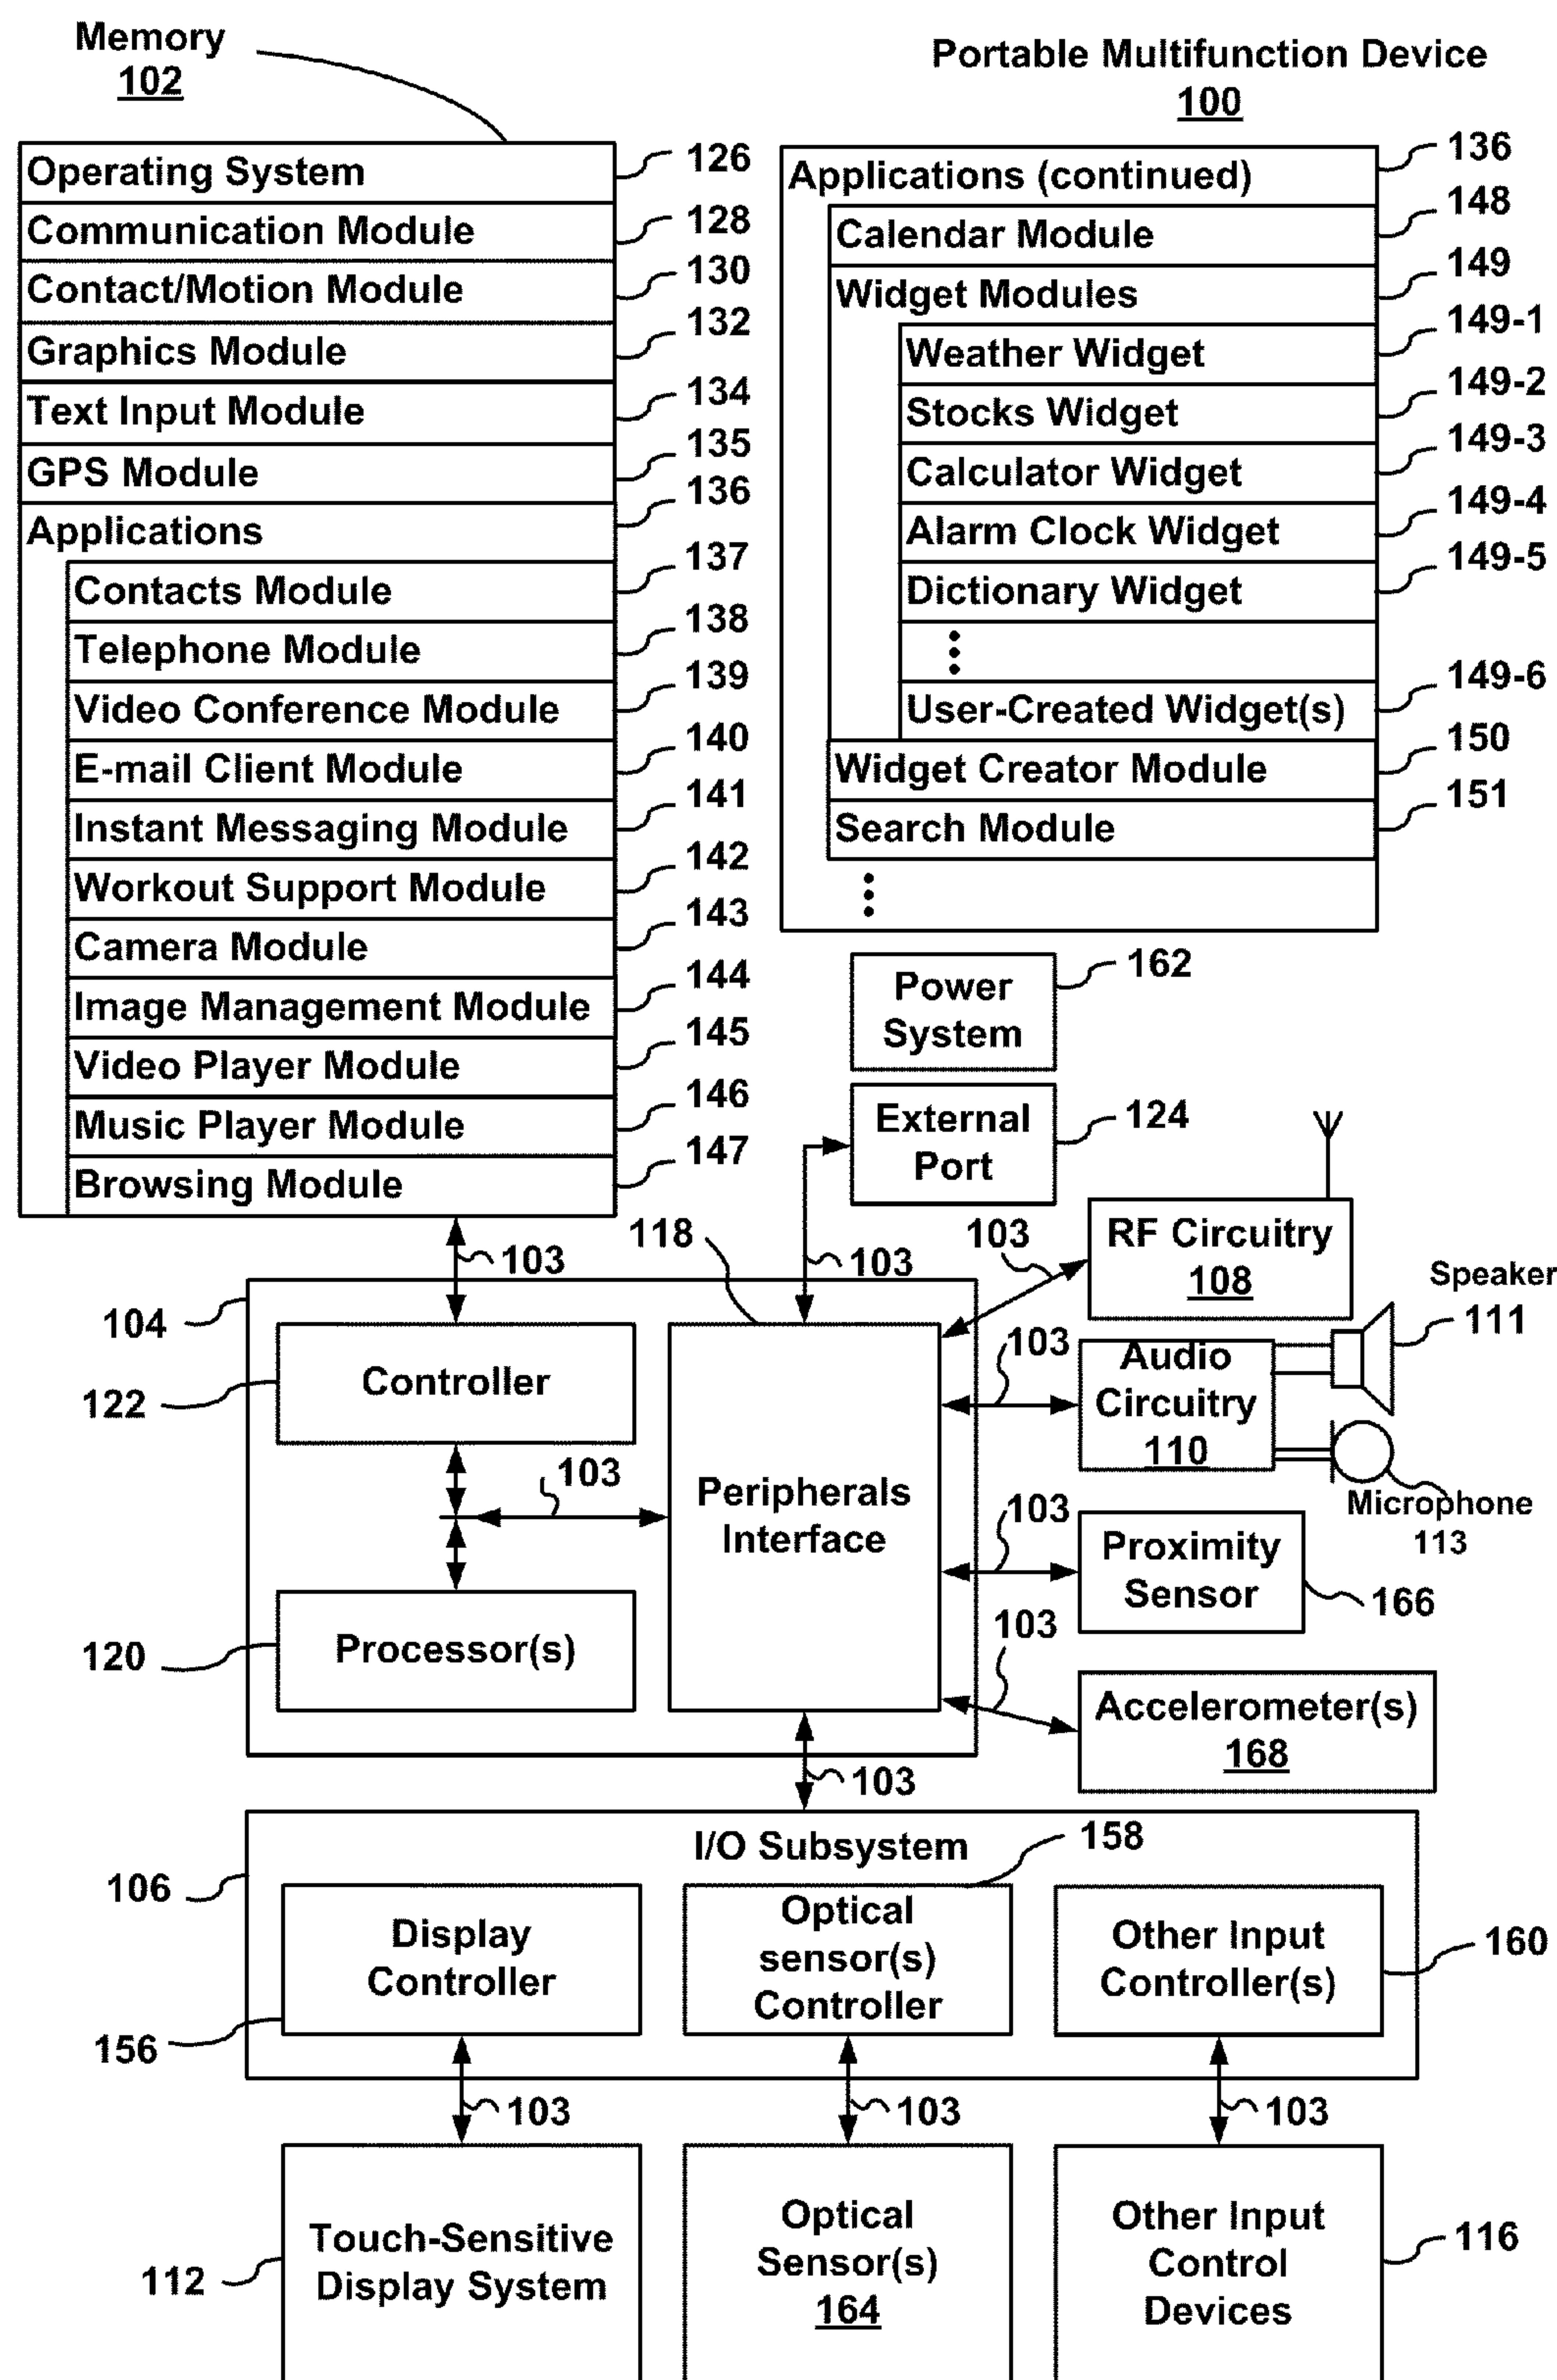 Memory
102
Portable Multifunction Device
100
Operating System
126
Communication Module
128
Contact/Motion Module
130
Graphics Module
132
Text Input Module
134
GPS Module
135
Applications
136
Contacts Module
137
Telephone Module
138
Video Conference Module
139
E-mail Client Module
140
Instant Messaging Module
141
Workout Support Module
142
Camera Module
143
Image Management Module
144
Video Player Module
145
Music Player Module
146
Browsing Module
147
Applications (continued)
136
Calendar Module
148
Widget Modules
149
Weather Widget
149-1
Stocks Widget
149-2
Calculator Widget
149-3
Alarm Clock Widget
149-4
Dictionary Widget
149-5
User-Created Widget(s)
149-6
Widget Creator Module
150
Search Module
151
Power
System
162
External
Port
124
103
118
103
103
RF Circuitry
108
Speaker
111
104
Controller
122
103
Audio
Circuitry
110
103
Peripherals
Interface
Microphone
113
103
Proximity
Sensor
166
Processor(s)
120
103
Accelerometer(s)
168
103
I/O Subsystem
106
158
Display
Controller
156
Optical
sensor(s)
Controller
Other Input
Controller(s)
160
103
103
103
Touch-Sensitive
Display System
112
Optical
Sensor(s)
164
Other Input
Control
Devices
116